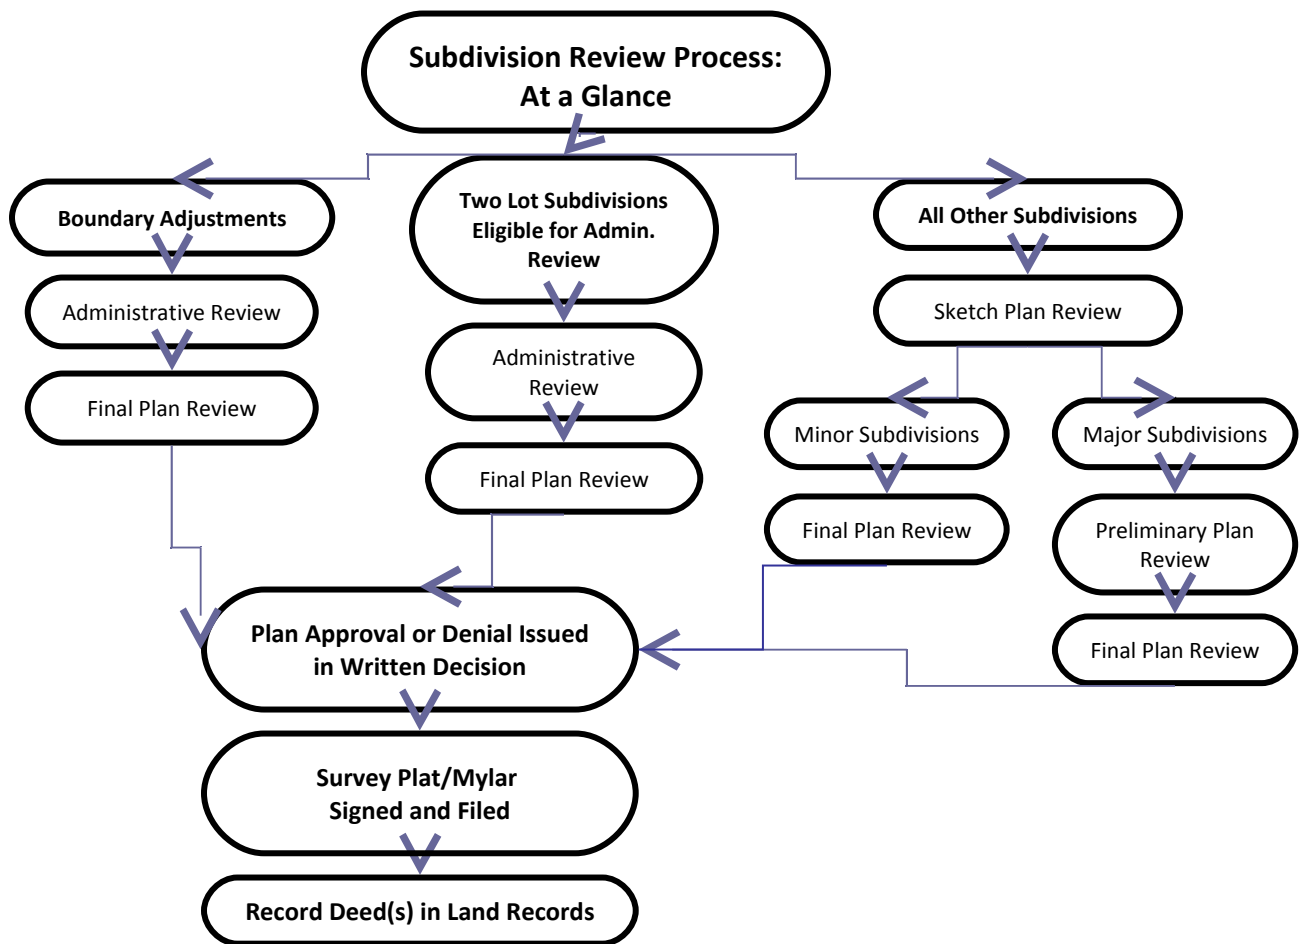 Subdivision Review Process:
At a Glance
Boundary Adjustments
Administrative Review
Final Plan Review
Two Lot Subdivisions
Eligible for Admin.
Review
Administrative
Review
Final Plan Review
All Other Subdivisions
Sketch Plan Review
Minor Subdivisions
Final Plan Review
Major Subdivisions
Preliminary Plan
Review
Final Plan Review
Plan Approval or Denial Issued
in Written Decision
Survey Plat/Mylar
Signed and Filed
Record Deed(s) in Land Records